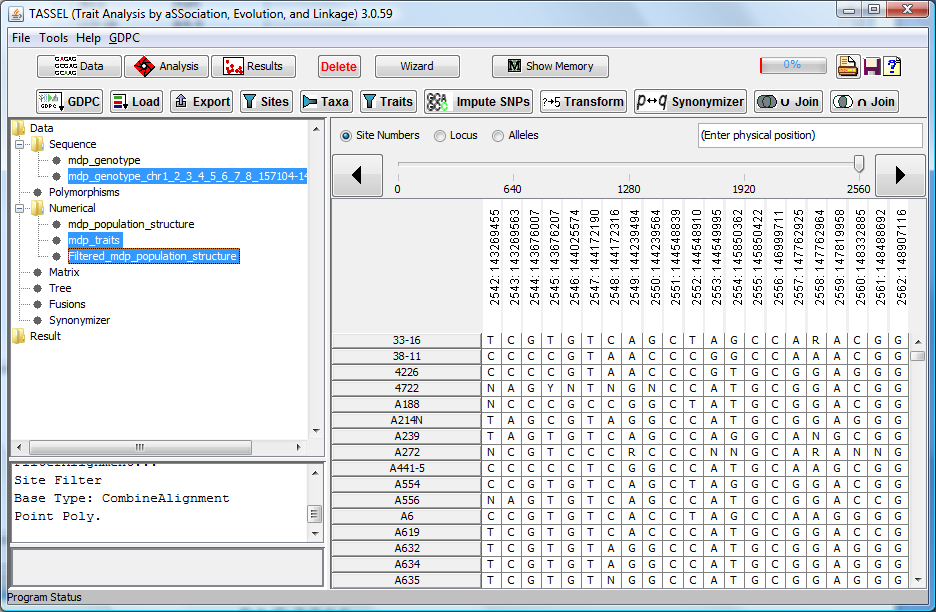 TASSEL (Trait Analysis by aSSociation, Evolution, and Linkage) 3.0.59
File Tools Help GDPC
Data Analysis Results Delete Wizard Show Memory 0%
GDPC Load Export Sites Taxa Traits Impute SNPs Transform Synonymizer ∪ Join ∩ Join
Data
Sequence
mdp_genotype
mdp_genotype_chr1_2_3_4_5_6_7_8_157104-14
Polymorphisms
Numerical
mdp_population_structure
mdp_traits
Filtered_mdp_population_structure
Matrix
Tree
Fusions
Synonymizer
Result
Site Filter
Base Type: CombineAlignment
Point Poly.
Site Numbers Locus Alleles (Enter physical position)
0 640 1280 1920 2560
2542: 143269455
2543: 143269563
2544: 143676007
2545: 143676207
2546: 144025574
2547: 144172190
2548: 144172316
2549: 144239494
2550: 144239564
2551: 144548839
2552: 144549910
2553: 144549995
2554: 145850362
2555: 145850422
2556: 146999711
2557: 147762925
2558: 147762964
2559: 147819958
2560: 148332885
2561: 148488692
2562: 148907116
33-16 T C G T G T C A G C T A G C C A R A C G G
38-11 C C C C G T A A C C C G G C C A A A C G G
4226 C C C C G T A A C C C G T G C G G A C G G
4722 N A G Y N T N G N C C A T G C G G A C G G
A188 N C C C G C C G G C T A T G C G G A C G G
A214N T A G C G T A G G C C A T G C G G A G G G
A239 T A G T G T C A G C C A G G C A N G C G G
A272 N C G T C C C R C C C N N G C A R A N N G
A441-5 C C C C C T C G G C C A T G C A A G C G G
A554 C C G T G T C A G C T A G G C G G A C G G
A556 N A G T G T C A G C C A T G C G G A C C G
A6 C C G T G T C A C C T A G C C A A G G G G
A619 T C G T G T C A C C C A T G C G G A C C G
A632 T C G T G T A G G C C A T G C G G A G G G
A634 T C G T G T A G G C C A T G C G G A C G G
A635 T C G T G T N G G C C A T G C G G A G G G
Program Status